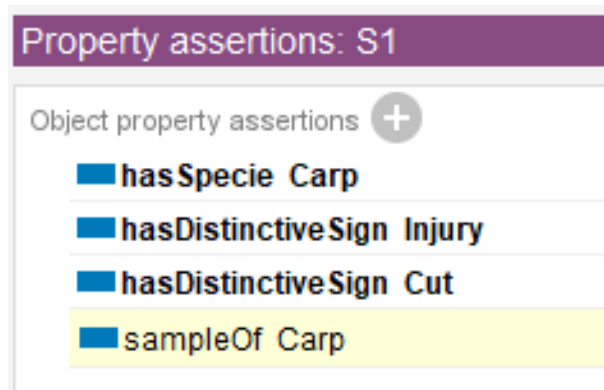 Property assertions: S1
Object property assertions
hasSpecie Carp
hasDistinctiveSign Injury
hasDistinctiveSign Cut
sampleOf Carp